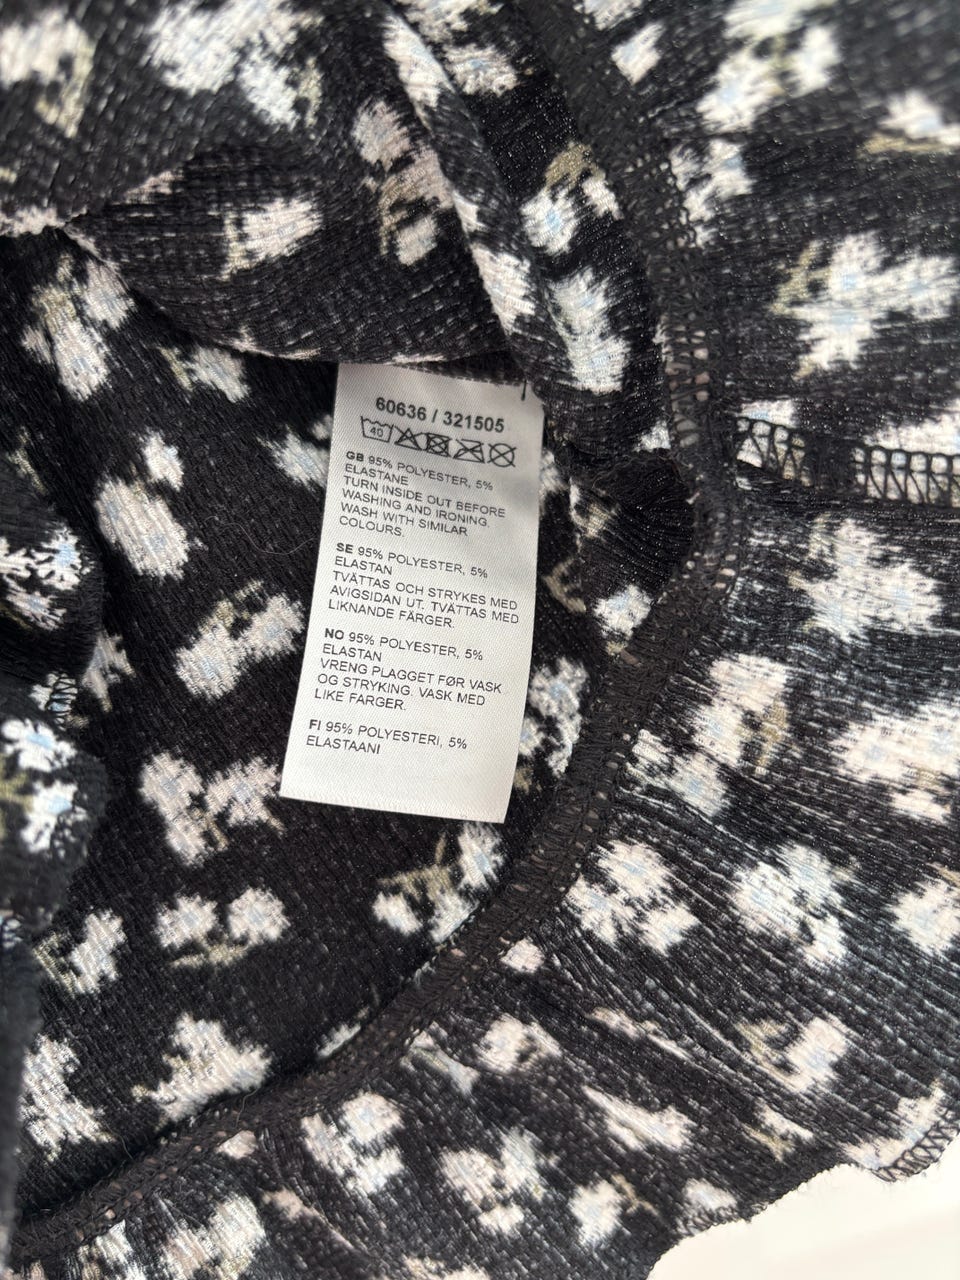 60636 / 321505
40
GB 95% POLYESTER, 5%
ELASTANE
TURN INSIDE OUT BEFORE
WASHING AND IRONING.
WASH WITH SIMILAR
COLOURS.
SE 95% POLYESTER, 5%
ELASTAN
TVÄTTAS OCH STRYKES MED
AVIGSIDAN UT. TVÄTTAS MED
LIKNANDE FÄRGER.
NO 95% POLYESTER, 5%
ELASTAN
VRENG PLAGGET FØR VASK
OG STRYKING. VASK MED
LIKE FARGER.
FI 95% POLYESTERI, 5%
ELASTAANI